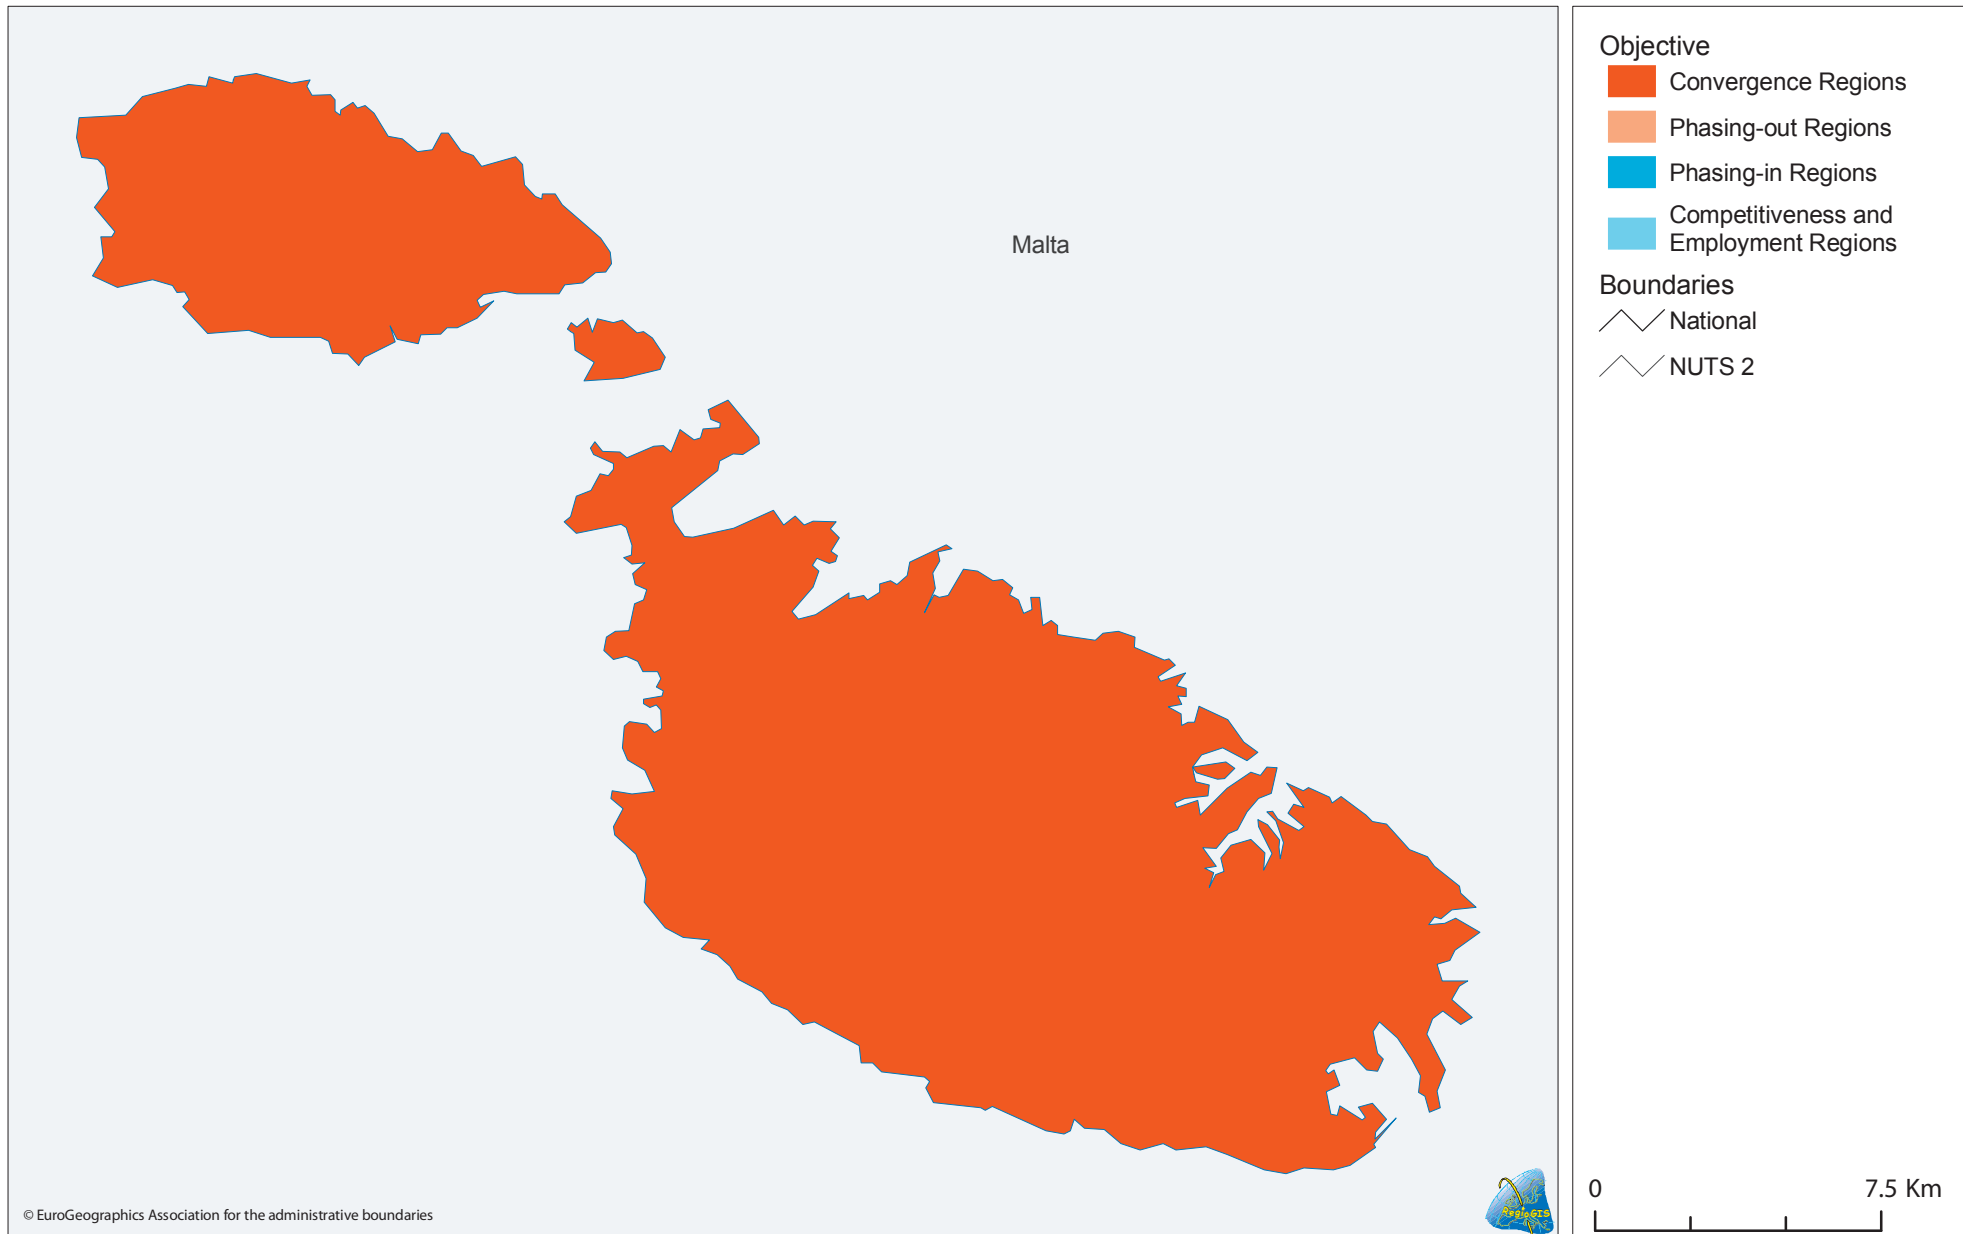 Malta
© EuroGeographics Association for the administrative boundaries
RegioGIS
Objective
Convergence Regions
Phasing-out Regions
Phasing-in Regions
Competitiveness and
Employment Regions
Boundaries
National
NUTS 2
0 7.5 Km